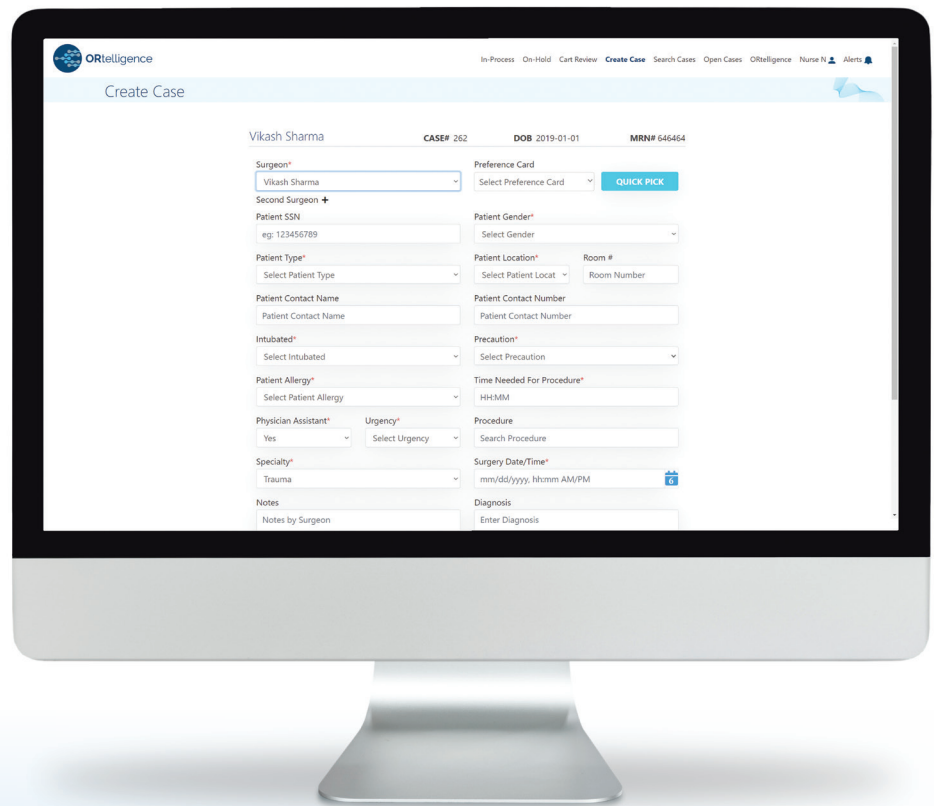 ORtelligence
In-Process On-Hold Cart Review Create Case Search Cases Open Cases ORtelligence Nurse N Alerts
Create Case
Vikash Sharma CASE# 262 DOB 2019-01-01 MRN# 646464
Surgeon* Preference Card
Vikash Sharma Select Preference Card QUICK PICK
Second Surgeon +
Patient SSN Patient Gender*
eg: 123456789 Select Gender
Patient Type* Patient Location* Room #
Select Patient Type Select Patient Locat Room Number
Patient Contact Name Patient Contact Number
Patient Contact Name Patient Contact Number
Intubated* Precaution*
Select Intubated Select Precaution
Patient Allergy* Time Needed For Procedure*
Select Patient Allergy HH:MM
Physician Assistant* Urgency* Procedure
Yes Select Urgency Search Procedure
Specialty* Surgery Date/Time*
Trauma mm/dd/yyyy, hh:mm AM/PM 6
Notes Diagnosis
Notes by Surgeon Enter Diagnosis